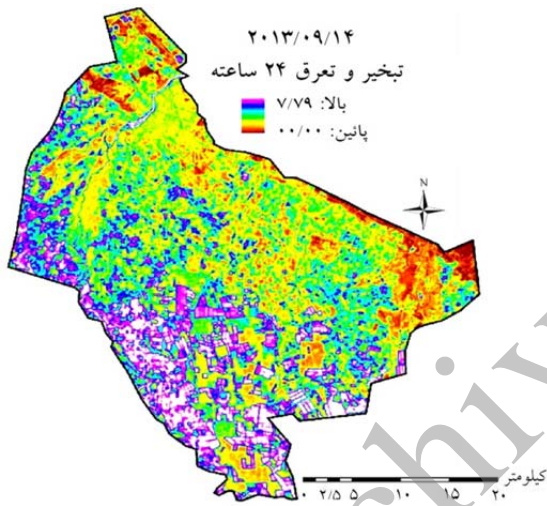 ۲۰۱۳/۰۹/۱۴
تبخیر و تعرق ۲۴ ساعته
بالا: ۷/۷۹
پائین: ۰۰/۰۰
N
کیلومتر
۰ ۲/۵ ۵ ۱۰ ۱۵ ۲۰